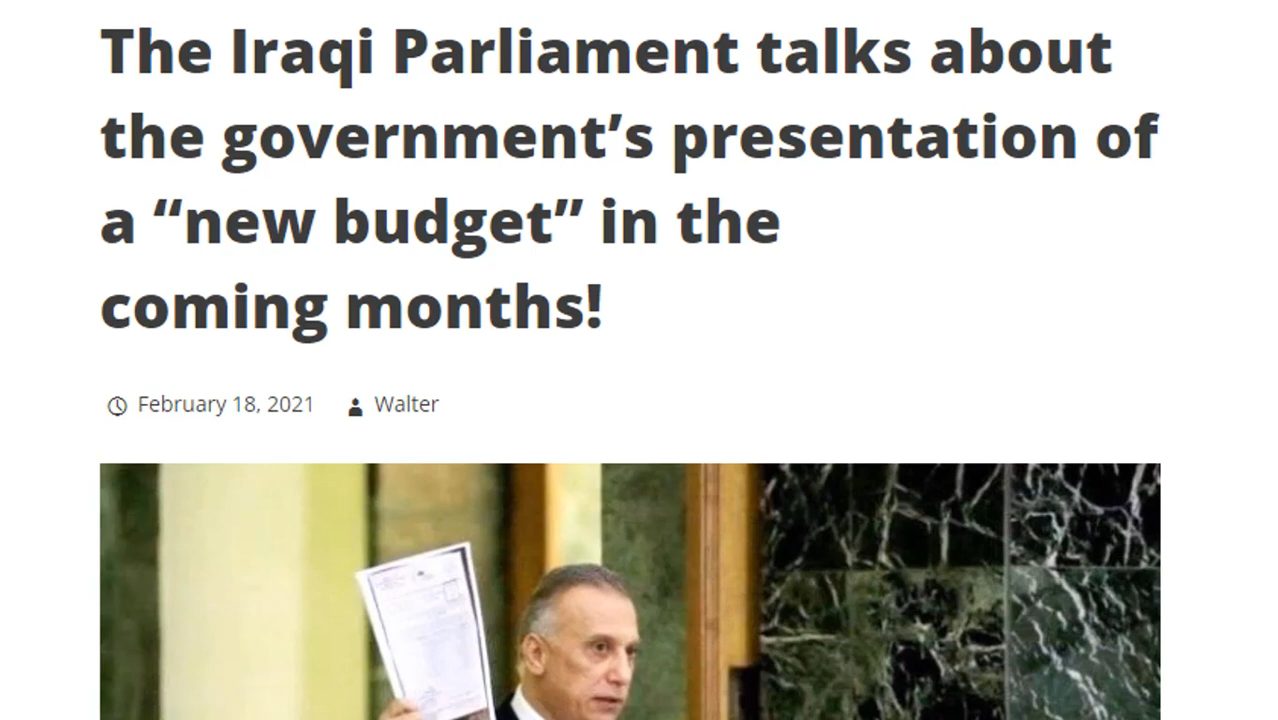 The Iraqi Parliament talks about
the government’s presentation of
a “new budget” in the
coming months!
February 18, 2021 Walter